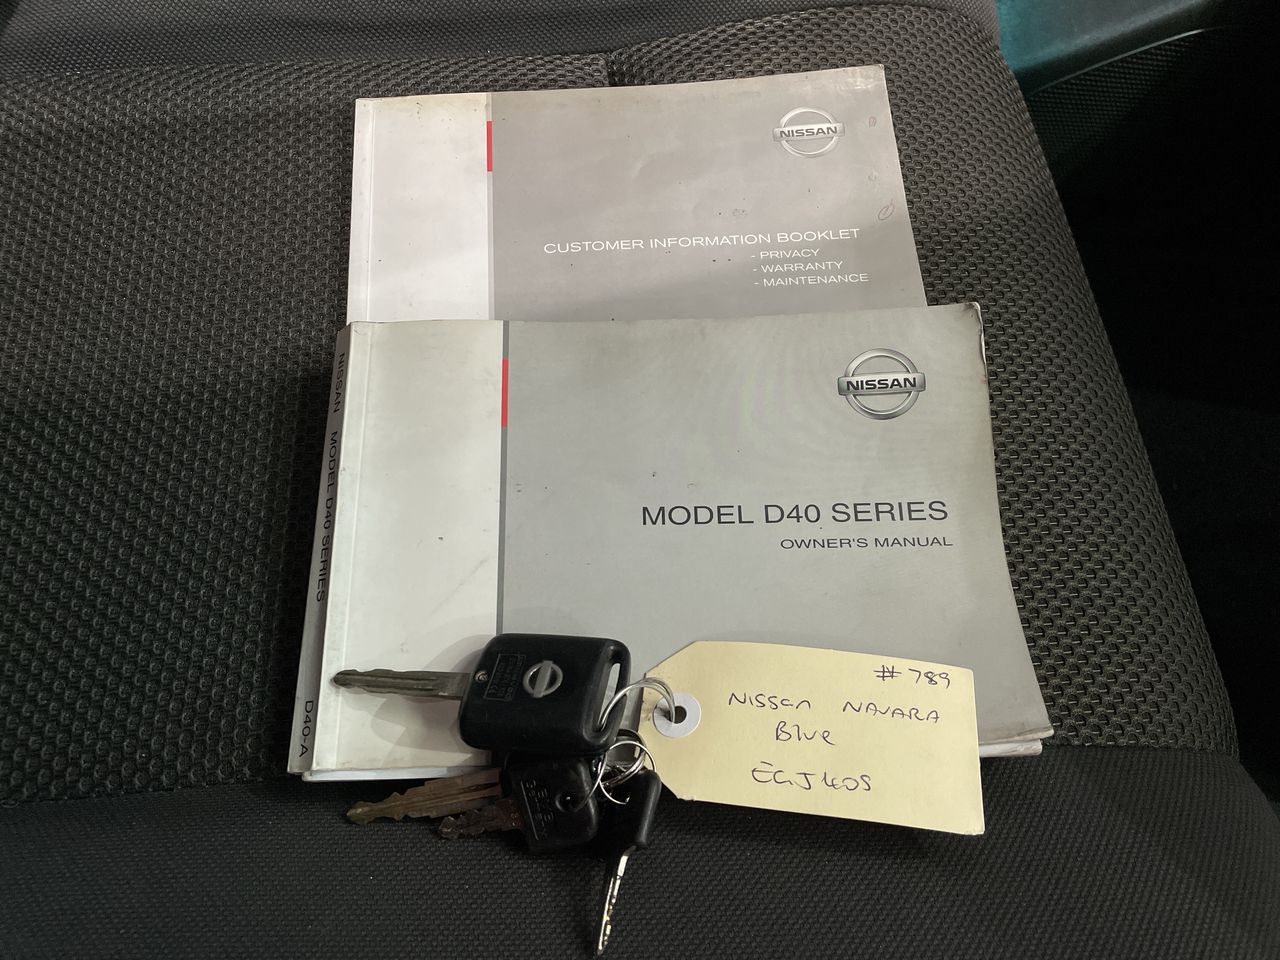 NISSAN
CUSTOMER INFORMATION BOOKLET
- PRIVACY
- WARRANTY
- MAINTENANCE
NISSAN
MODEL D40 SERIES
OWNER'S MANUAL
NISSAN MODEL D40 SERIES
D40-A
#789
NISSan NAVARA
Blue